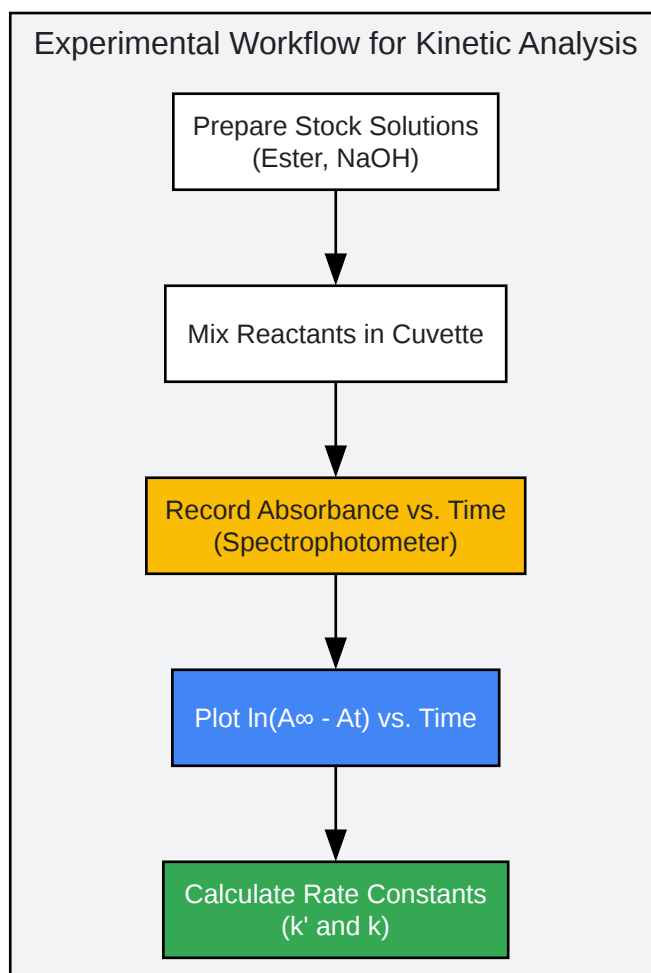 Experimental Workflow for Kinetic Analysis
Prepare Stock Solutions
(Ester, NaOH)
Mix Reactants in Cuvette
Record Absorbance vs. Time
(Spectrophotometer)
Plot ln(A∞ - At) vs. Time
Calculate Rate Constants
(k' and k)